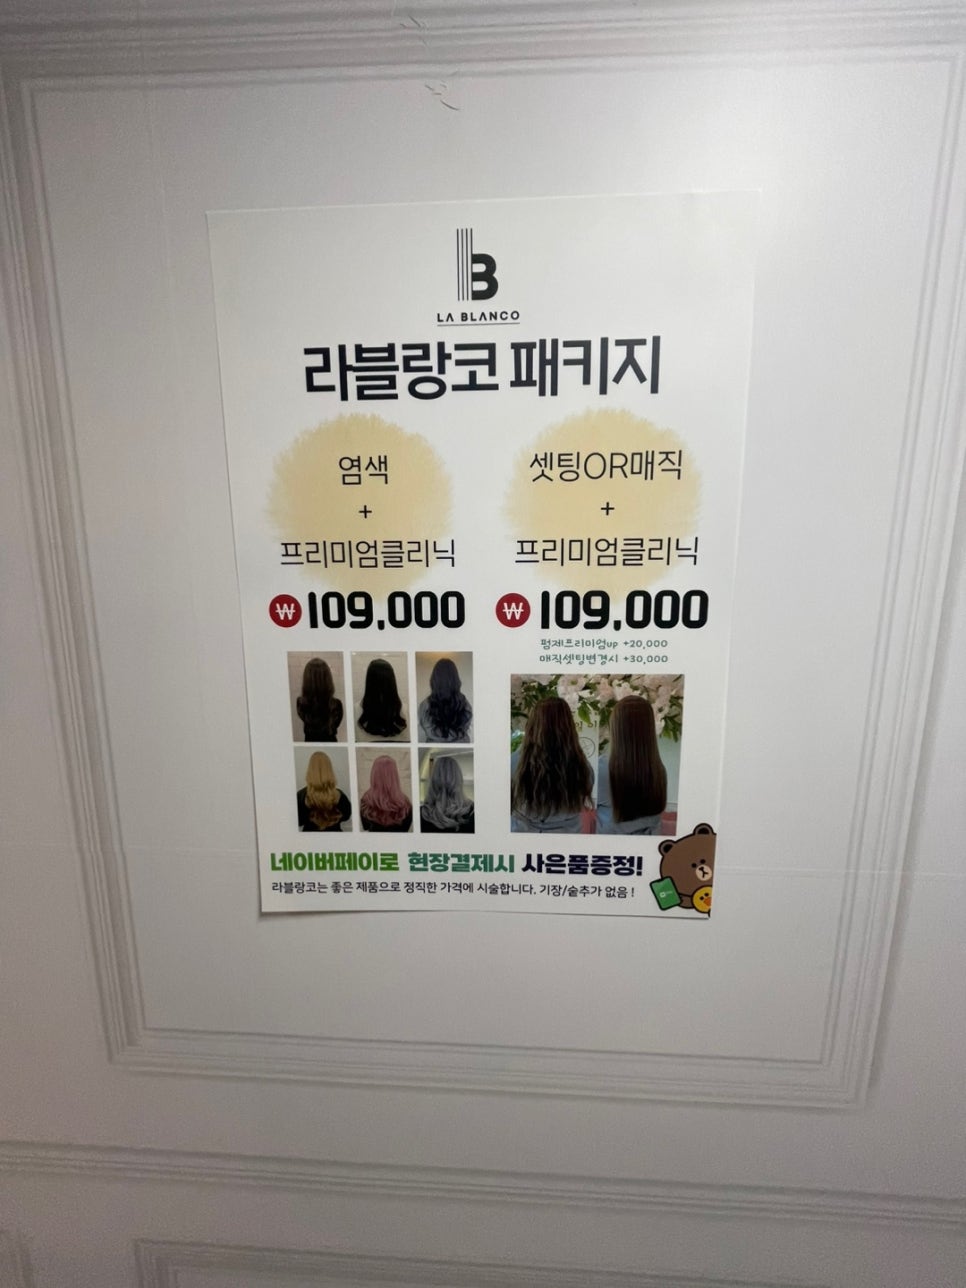 B
LA BLANCO
라블랑코 패키지
염색
+
프리미엄클리닉
₩ 109,000
셋팅OR매직
+
프리미엄클리닉
₩ 109,000
펌제프리미엄up +20,000
매직셋팅변경시 +30,000
네이버페이로 현장결제시 사은품증정!
라블랑코는 좋은 제품으로 정직한 가격에 시술합니다. 기장/숱추가 없음 !